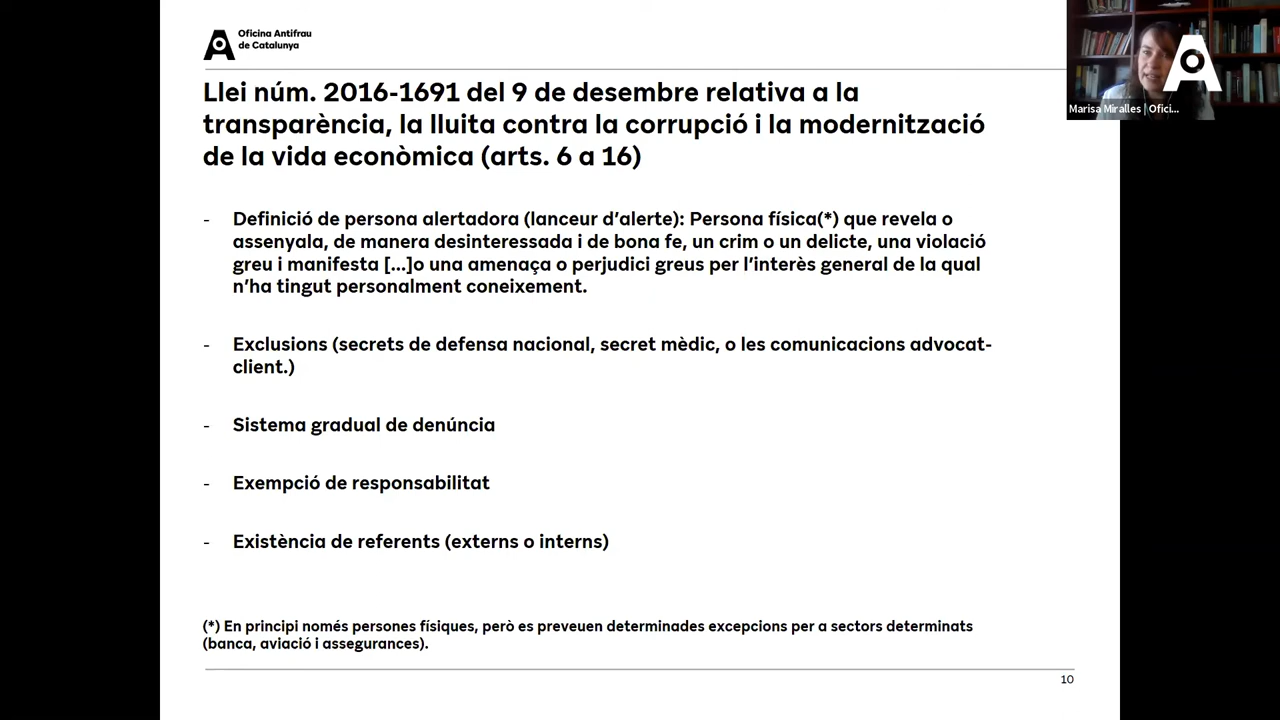 Oficina Antifrau
de Catalunya
Marisa Miralles | Ofici...
Llei núm. 2016-1691 del 9 de desembre relativa a la
transparència, la lluita contra la corrupció i la modernització
de la vida econòmica (arts. 6 a 16)
- Definició de persona alertadora (lanceur d'alerte): Persona física(*) que revela o
assenyala, de manera desinteressada i de bona fe, un crim o un delicte, una violació
greu i manifesta [...]o una amenaça o perjudici greus per l'interès general de la qual
n'ha tingut personalment coneixement.
- Exclusions (secrets de defensa nacional, secret mèdic, o les comunicacions advocat-
client.)
- Sistema gradual de denúncia
- Exempció de responsabilitat
- Existència de referents (externs o interns)
(*) En principi només persones físiques, però es preveuen determinades excepcions per a sectors determinats
(banca, aviació i assegurances).
10